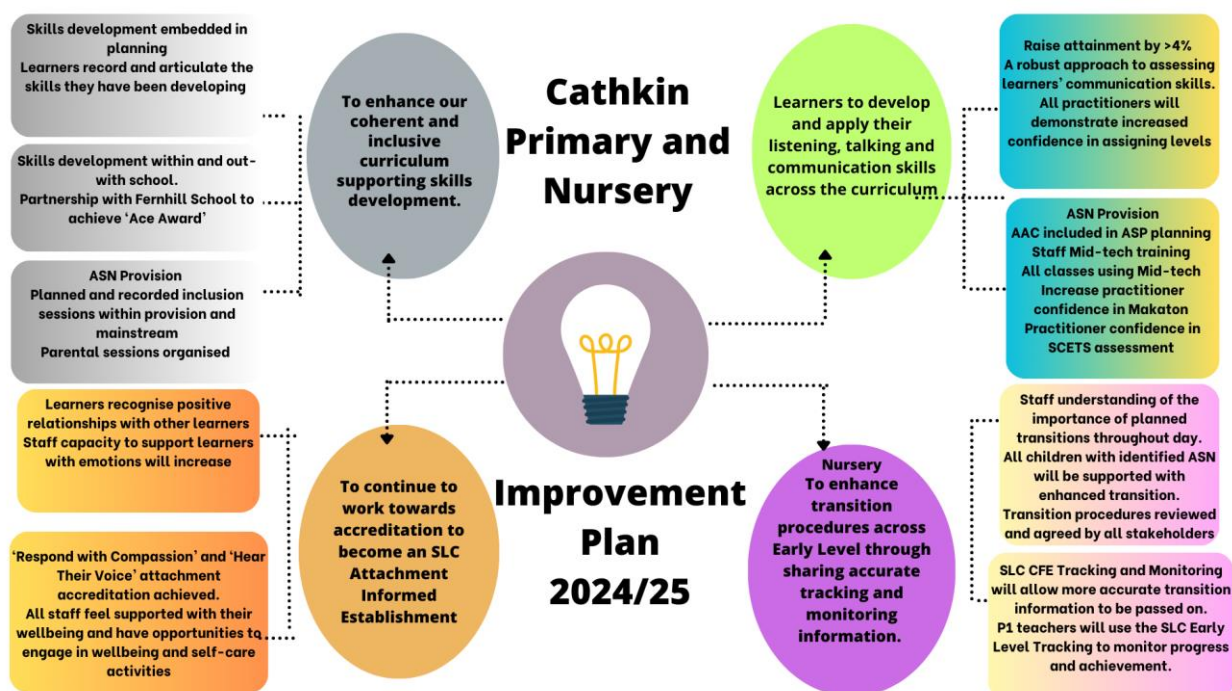 Cathkin
Primary and
Nursery
Improvement
Plan
2024/25
To enhance our
coherent and
inclusive
curriculum
supporting skills
development.
Skills development embedded in
planning
Learners record and articulate the
skills they have been developing
Skills development within and out-
with school.
Partnership with Fernhill School to
achieve ‘Ace Award’
ASN Provision
Planned and recorded inclusion
sessions within provision and
mainstream
Parental sessions organised
Learners to develop
and apply their
listening, talking and
communication skills
across the curriculum
Raise attainment by >4%
A robust approach to assessing
learners’ communication skills.
All practitioners will
demonstrate increased
confidence in assigning levels
ASN Provision
AAC included in ASP planning
Staff Mid-tech training
All classes using Mid-tech
Increase practitioner
confidence in Makaton
Practitioner confidence in
SCETS assessment
To continue to
work towards
accreditation to
become an SLC
Attachment
Informed
Establishment
Learners recognise positive
relationships with other learners
Staff capacity to support learners
with emotions will increase
‘Respond with Compassion’ and ‘Hear
Their Voice’ attachment
accreditation achieved.
All staff feel supported with their
wellbeing and have opportunities to
engage in wellbeing and self-care
activities
Nursery
To enhance
transition
procedures across
Early Level through
sharing accurate
tracking and
monitoring
information.
Staff understanding of the
importance of planned
transitions throughout day.
All children with identified ASN
will be supported with
enhanced transition.
Transition procedures reviewed
and agreed by all stakeholders
SLC CFE Tracking and Monitoring
will allow more accurate transition
information to be passed on.
P1 teachers will use the SLC Early
Level Tracking to monitor progress
and achievement.